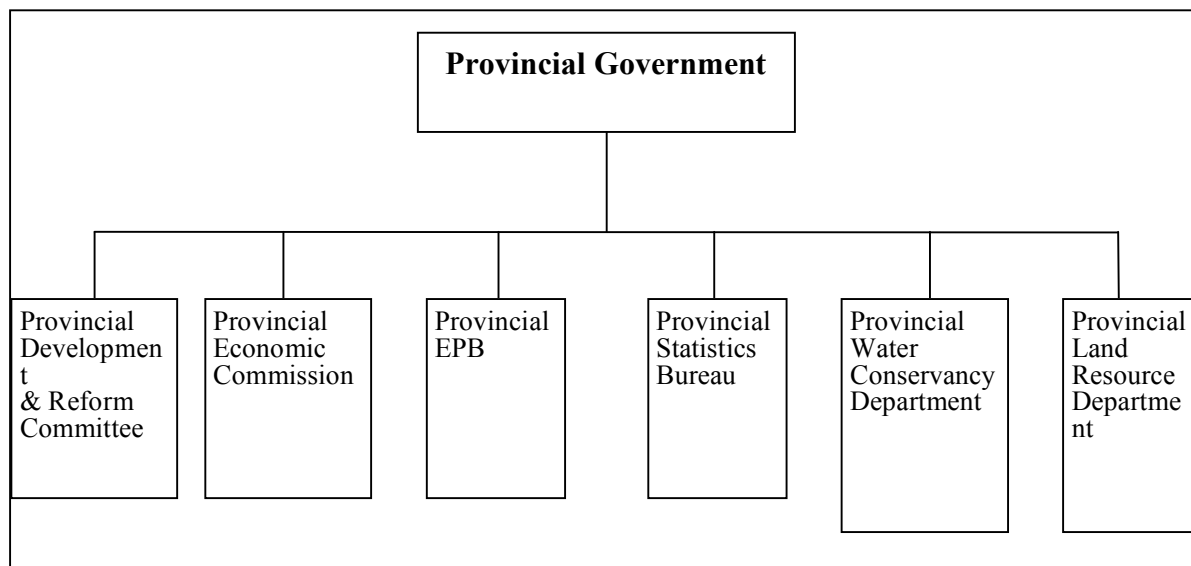 Provincial Government
Provincial
Developmen
t
& Reform
Committee
Provincial
Economic
Commission
Provincial
EPB
Provincial
Statistics
Bureau
Provincial
Water
Conservancy
Department
Provincial
Land
Resource
Departme
nt